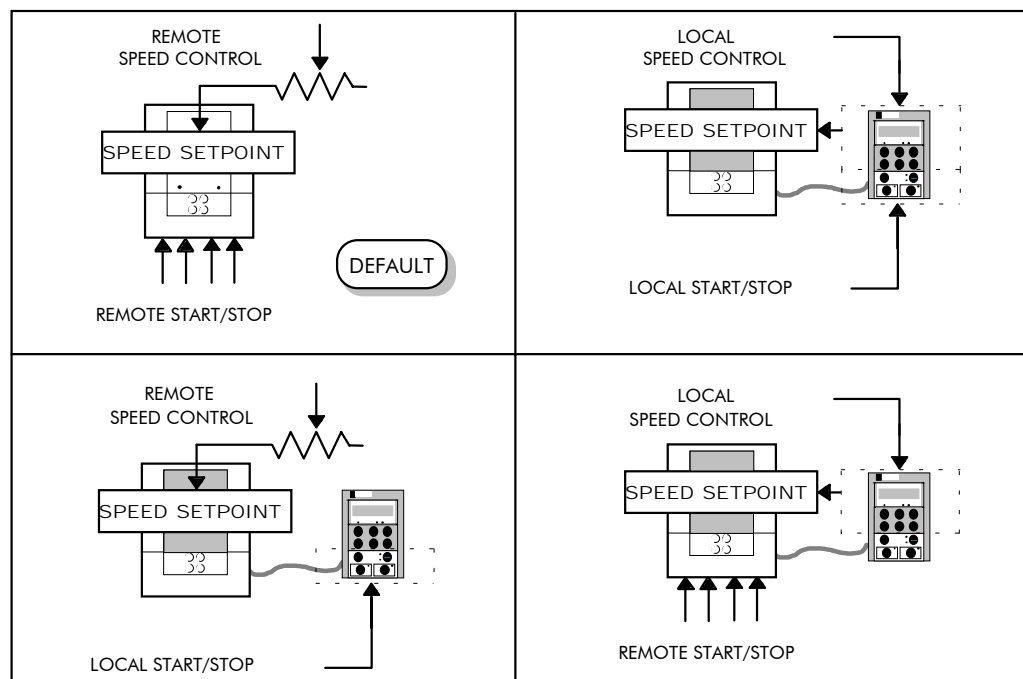 REMOTE
SPEED CONTROL
SPEED SETPOINT
DEFAULT
REMOTE START/STOP
LOCAL
SPEED CONTROL
SPEED SETPOINT
LOCAL START/STOP
REMOTE
SPEED CONTROL
SPEED SETPOINT
LOCAL START/STOP
LOCAL
SPEED CONTROL
SPEED SETPOINT
REMOTE START/STOP